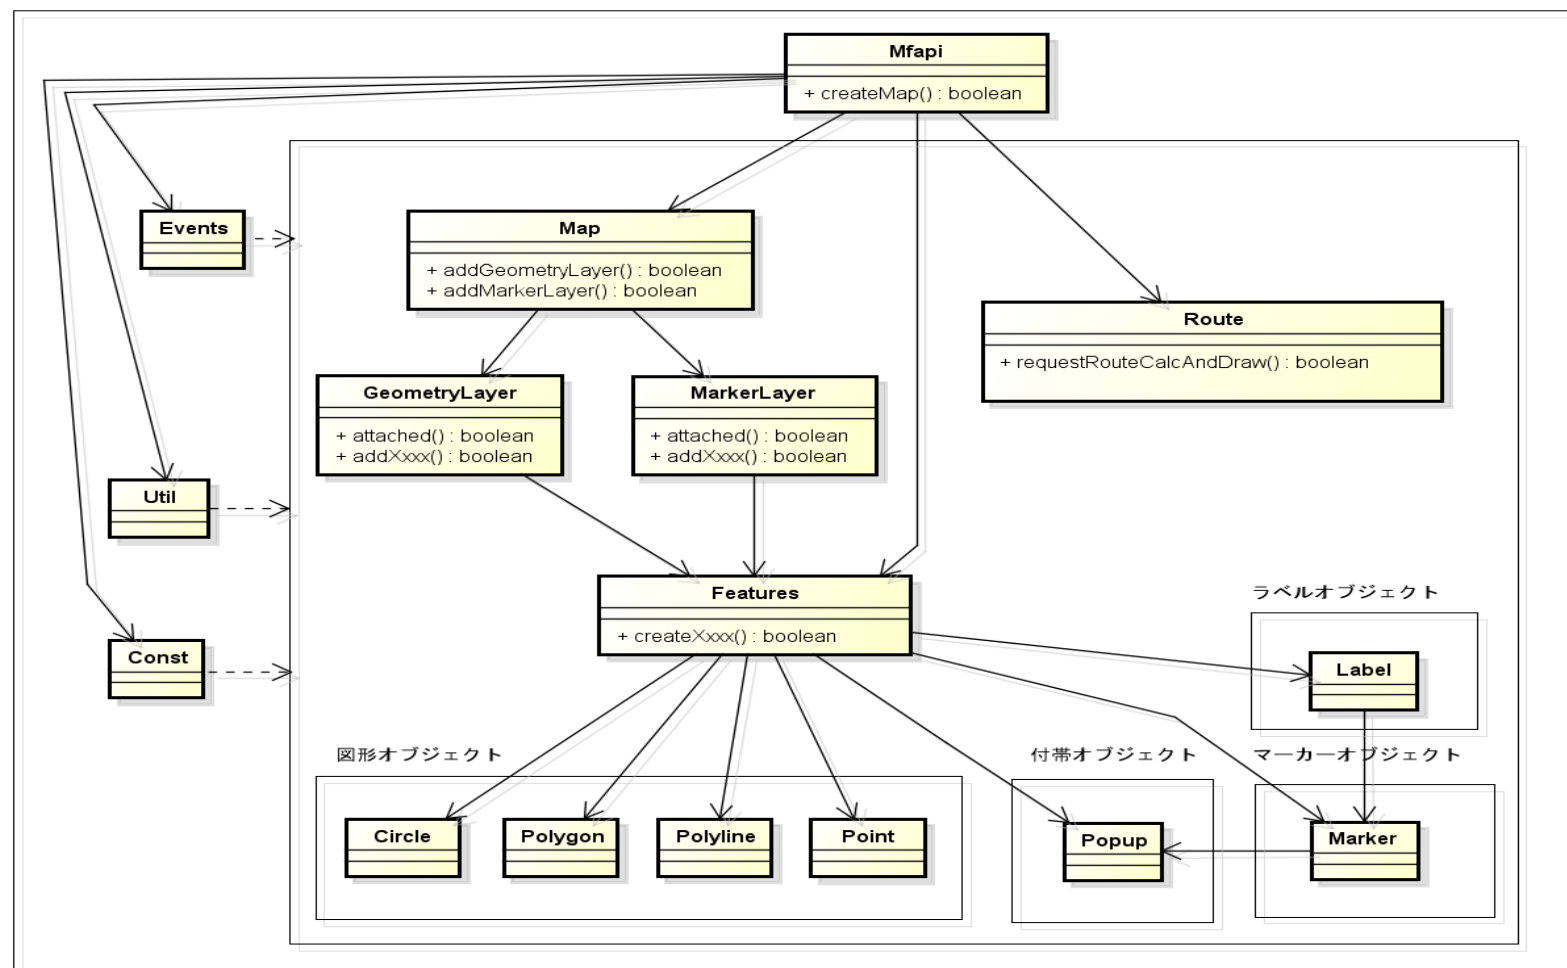 Mfapi
+ createMap() : boolean
Events
Map
+ addGeometryLayer() : boolean
+ addMarkerLayer() : boolean
Route
+ requestRouteCalcAndDraw() : boolean
GeometryLayer
+ attached() : boolean
+ addXxxx() : boolean
MarkerLayer
+ attached() : boolean
+ addXxxx() : boolean
Util
Features
+ createXxxx() : boolean
Const
ラベルオブジェクト
Label
図形オブジェクト
付帯オブジェクト
マーカーオブジェクト
Circle
Polygon
Polyline
Point
Popup
Marker